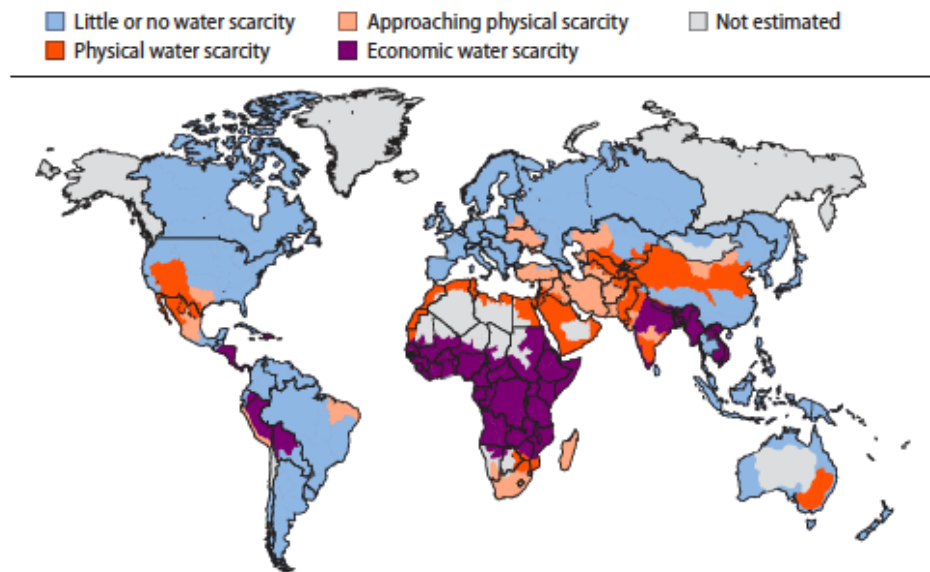 Little or no water scarcity Approaching physical scarcity Not estimated
Physical water scarcity Economic water scarcity